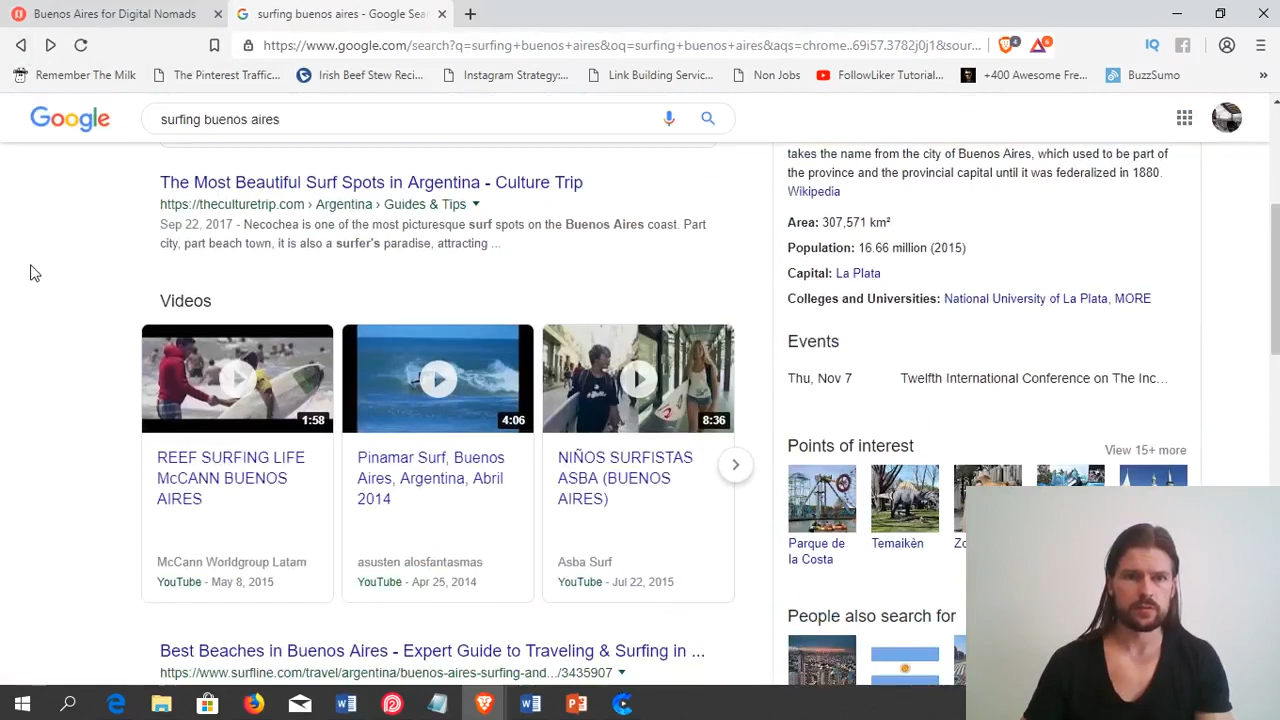 Buenos Aires for Digital Nomads
surfing buenos aires - Google Sea
https://www.google.com/search?q=surfing+buenos+aires&oq=surfing+buenos+aires&aqs=chrome..69i57.3782j0j1&sour...
4
IQ
Remember The Milk
The Pinterest Traffic...
Irish Beef Stew Reci...
Instagram Strategy:...
Link Building Servic...
Non Jobs
FollowLiker Tutorial...
+400 Awesome Fre...
BuzzSumo
»
Google
surfing buenos aires
The Most Beautiful Surf Spots in Argentina - Culture Trip
https://theculturetrip.com › Argentina › Guides & Tips
Sep 22, 2017 - Necochea is one of the most picturesque surf spots on the Buenos Aires coast. Part
city, part beach town, it is also a surfer's paradise, attracting ...
Videos
1:58
REEF SURFING LIFE
McCANN BUENOS
AIRES
McCann Worldgroup Latam
YouTube - May 8, 2015
4:06
Pinamar Surf, Buenos
Aires, Argentina, Abril
2014
asusten alosfantasmas
YouTube - Apr 25, 2014
8:36
NIÑOS SURFISTAS
ASBA (BUENOS
AIRES)
Asba Surf
YouTube - Jul 22, 2015
Best Beaches in Buenos Aires - Expert Guide to Traveling & Surfing in ...
https://www.surfline.com/travel/argentina/buenos-aires-surfing-and.../3435907
takes the name from the city of Buenos Aires, which used to be part of
the province and the provincial capital until it was federalized in 1880.
Wikipedia
Area: 307,571 km²
Population: 16.66 million (2015)
Capital: La Plata
Colleges and Universities: National University of La Plata, MORE
Events
Thu, Nov 7
Twelfth International Conference on The Inc...
Points of interest
View 15+ more
Parque de
la Costa
Temaikèn
Zo
People also search for